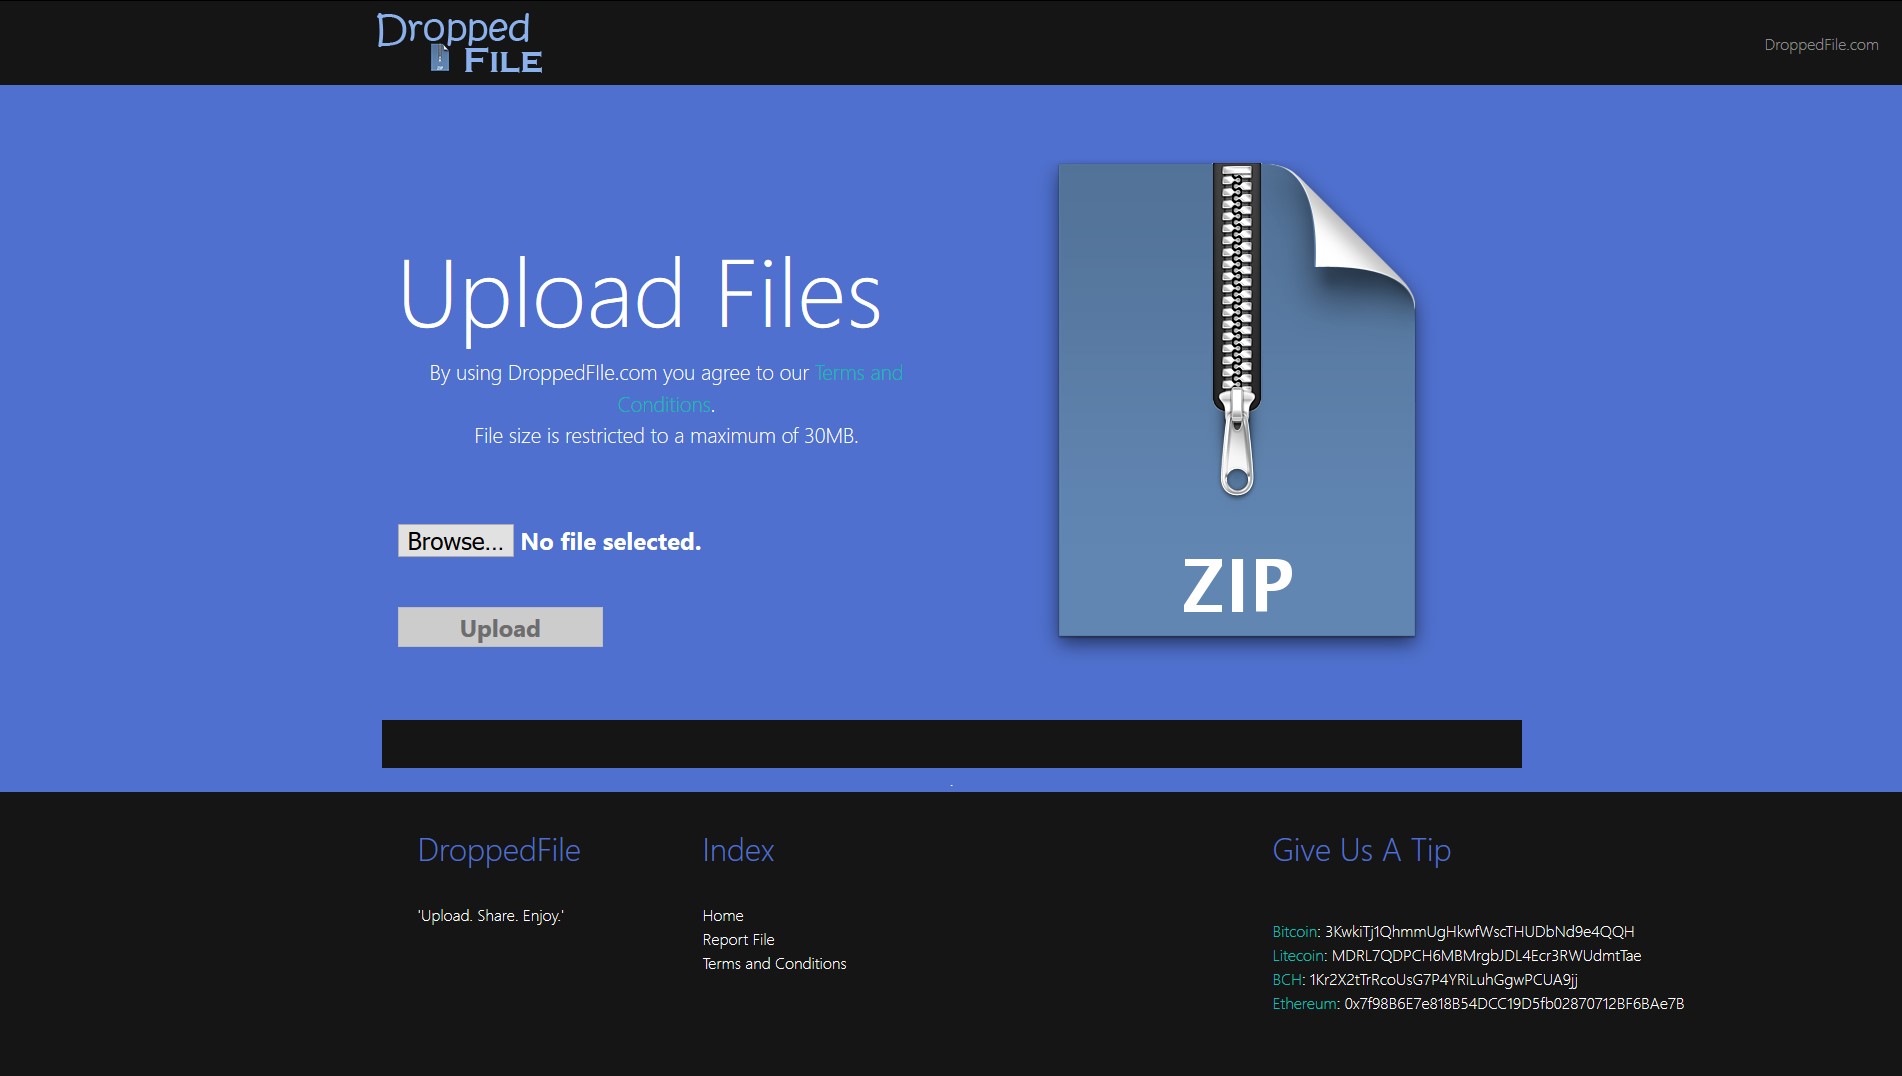 Dropped
FILE
DroppedFile.com
Upload Files
By using DroppedFIle.com you agree to our Terms and
Conditions.
File size is restricted to a maximum of 30MB.
Browse... No file selected.
Upload
ZIP
.
DroppedFile
'Upload. Share. Enjoy.'
Index
Home
Report File
Terms and Conditions
Give Us A Tip
Bitcoin: 3KwkiTj1QhmmUgHkwfWscTHUDbNd9e4QQH
Litecoin: MDRL7QDPCH6MBMrgbJDL4Ecr3RWUdmtTae
BCH: 1Kr2X2tTrRcoUsG7P4YRiLuhGgwPCUA9jj
Ethereum: 0x7f98B6E7e818B54DCC19D5fb02870712BF6BAe7B